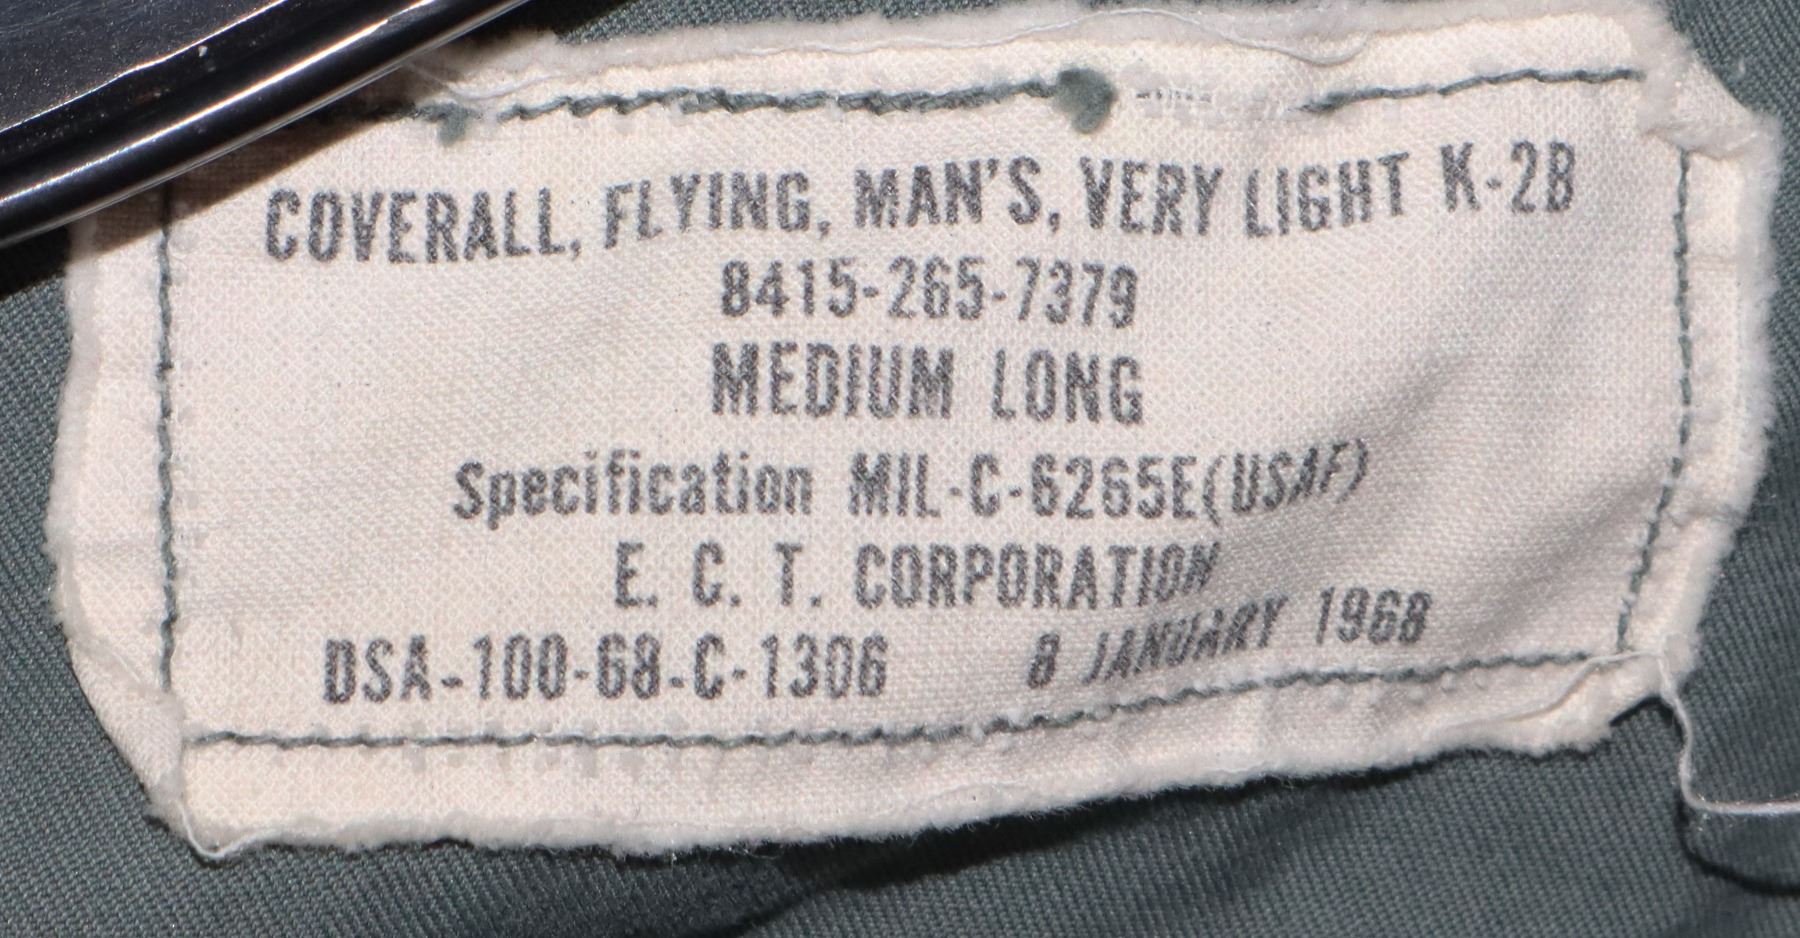 COVERALL, FLYING, MAN'S, VERY LIGHT K-2B
8415-265-7379
MEDIUM LONG
Specification MIL-C-6265E(USAF)
E. C. T. CORPORATION
DSA-100-68-C-1306 8 JANUARY 1968